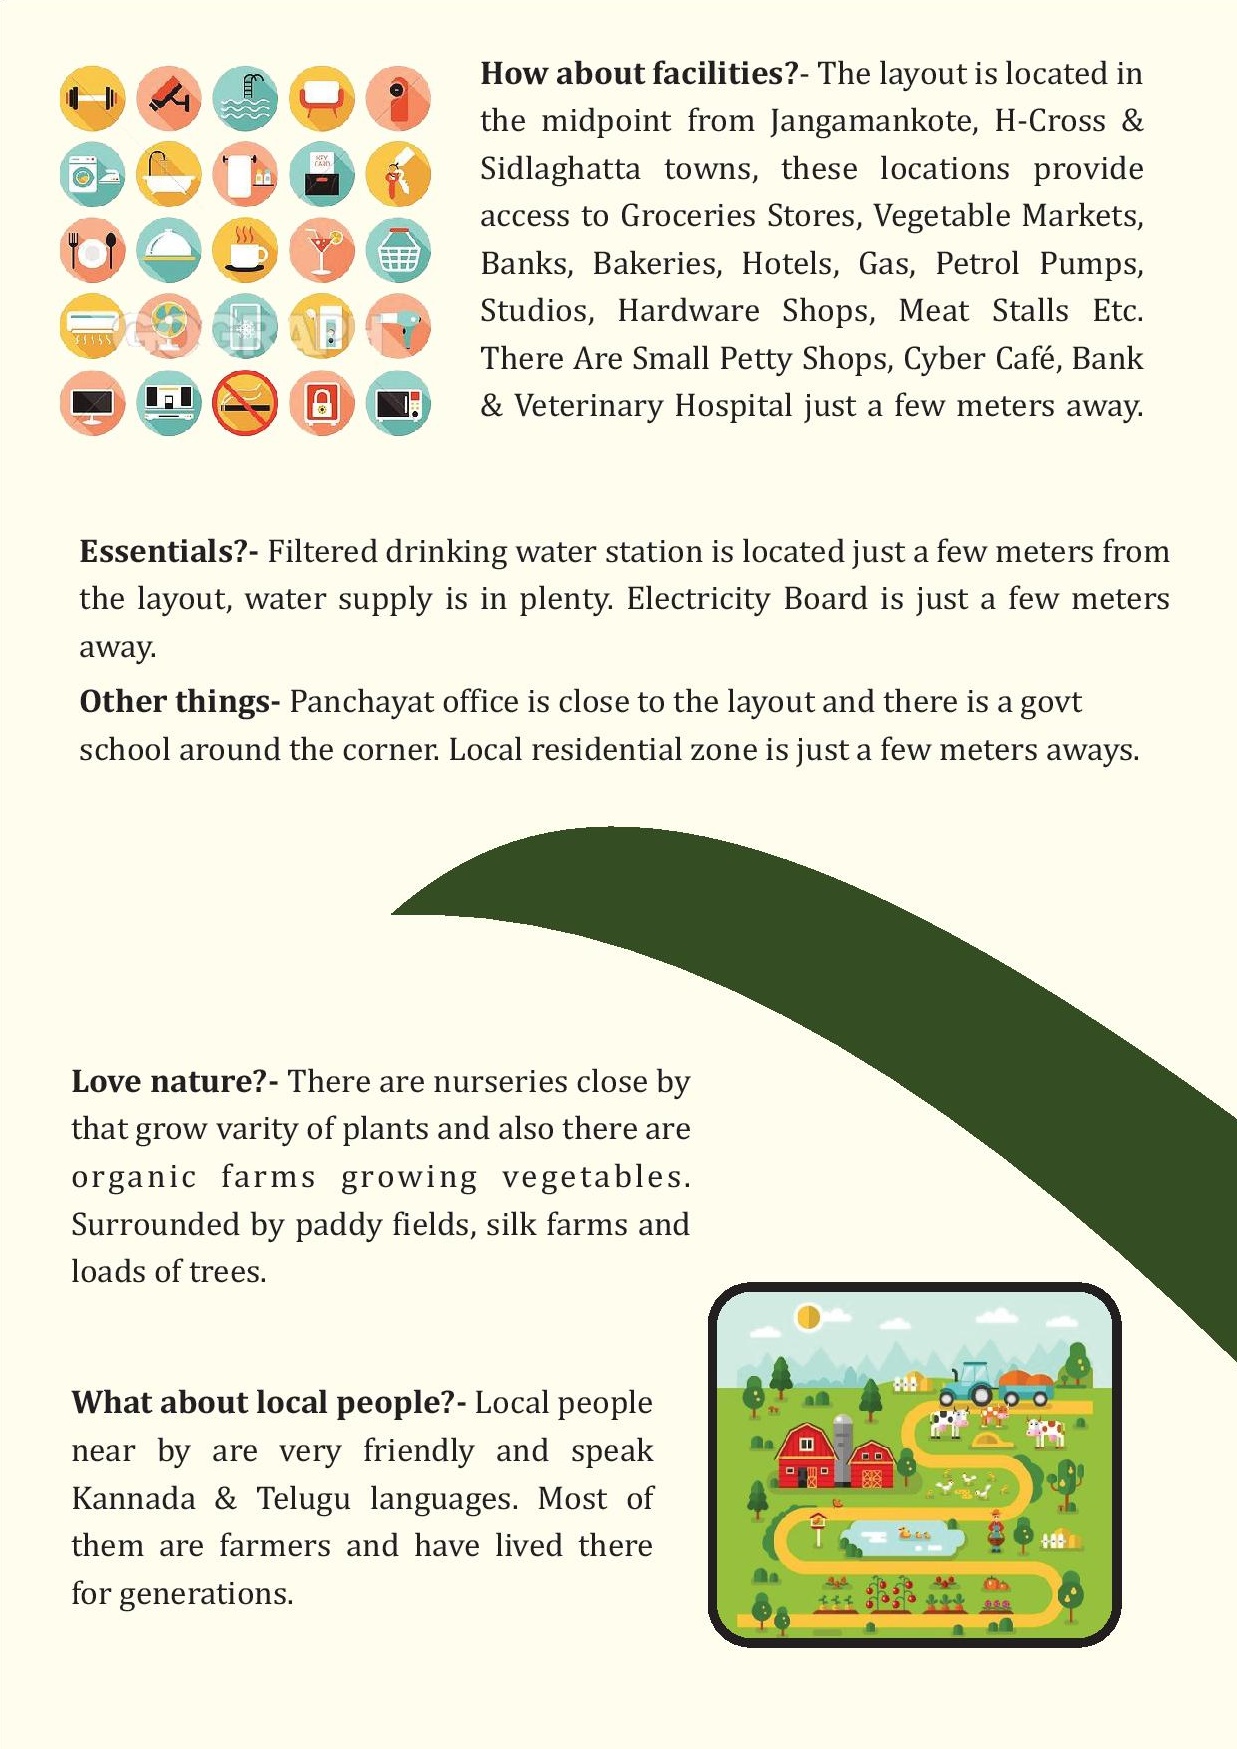 How about facilities?- The layout is located in
the midpoint from Jangamankote, H-Cross &
Sidlaghatta towns, these locations provide
access to Groceries Stores, Vegetable Markets,
Banks, Bakeries, Hotels, Gas, Petrol Pumps,
Studios, Hardware Shops, Meat Stalls Etc.
There Are Small Petty Shops, Cyber Café, Bank
& Veterinary Hospital just a few meters away.
KEY
CARD
GOGRAPH
Essentials?- Filtered drinking water station is located just a few meters from
the layout, water supply is in plenty. Electricity Board is just a few meters
away.
Other things- Panchayat office is close to the layout and there is a govt
school around the corner. Local residential zone is just a few meters aways.
Love nature?- There are nurseries close by
that grow varity of plants and also there are
organic farms growing vegetables.
Surrounded by paddy fields, silk farms and
loads of trees.
What about local people?- Local people
near by are very friendly and speak
Kannada & Telugu languages. Most of
them are farmers and have lived there
for generations.